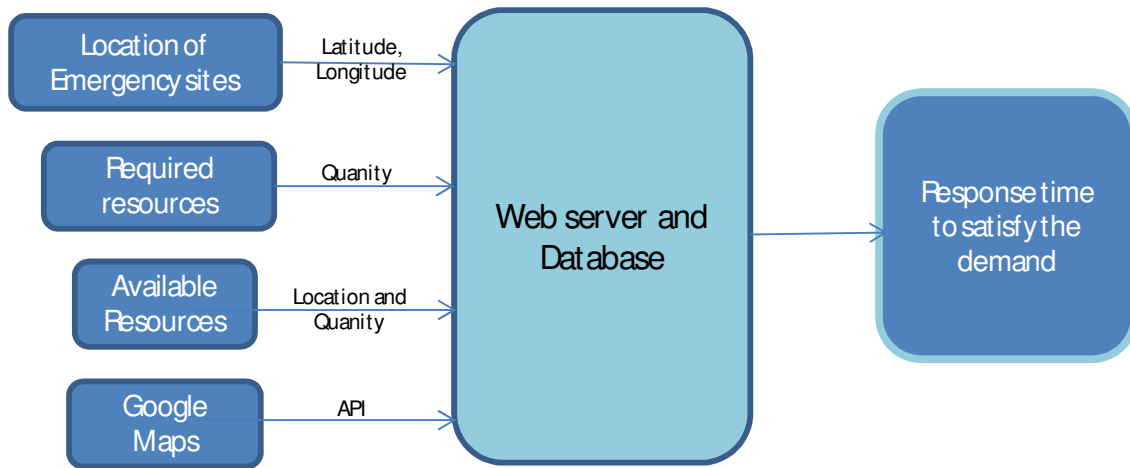 Location of
Emergency sites
Latitude,
Longitude
Required
resources
Quanity
Available
Resources
Location and
Quanity
Google
Maps
API
Web server and
Database
Response time
to satisfy the
demand